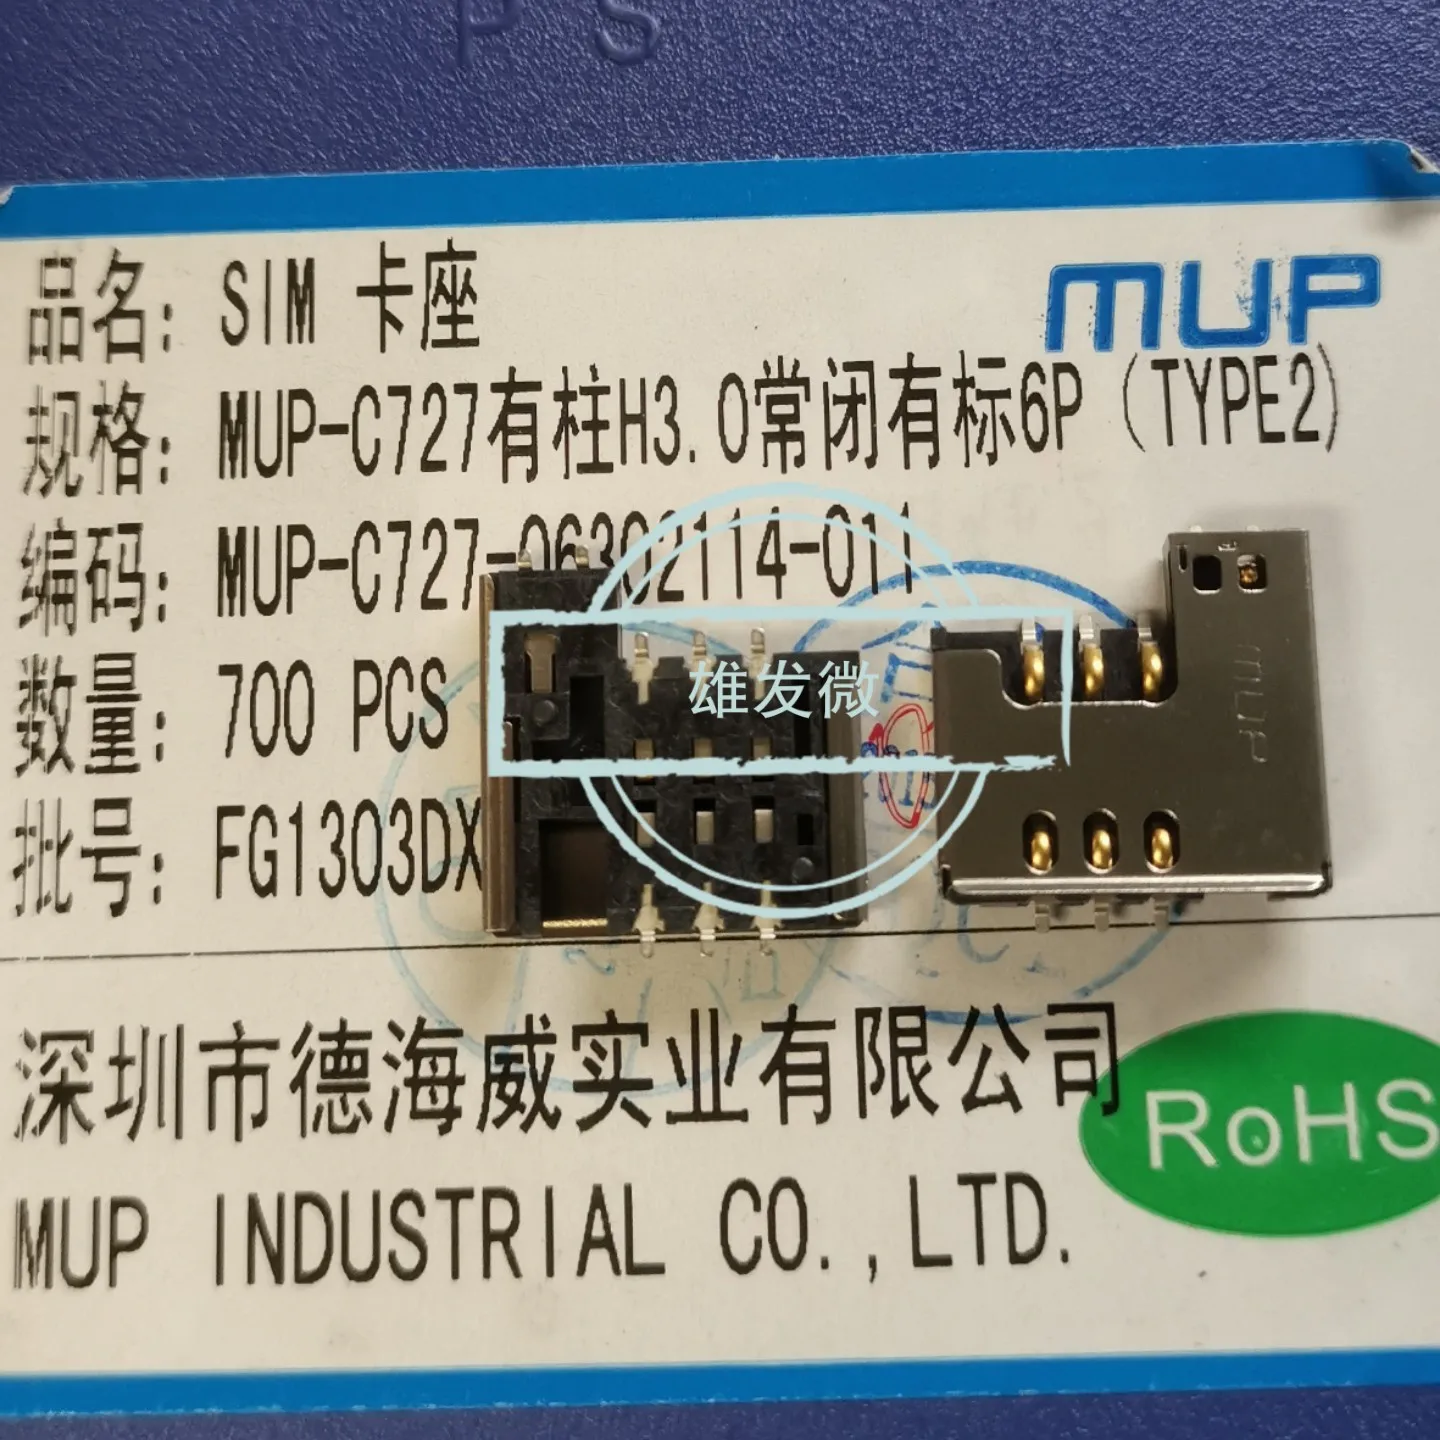 PS
MUP
品名: SIM 卡座
规格: MUP-C727有柱H3.0常闭有标6P(TYPE2)
编码: MUP-C727-06302114-011
数量: 700 PCS
雄发微
MUP
批号: FG1303DX
深圳市德海威实业有限公司
RoHS
MUP INDUSTRIAL CO.,LTD.